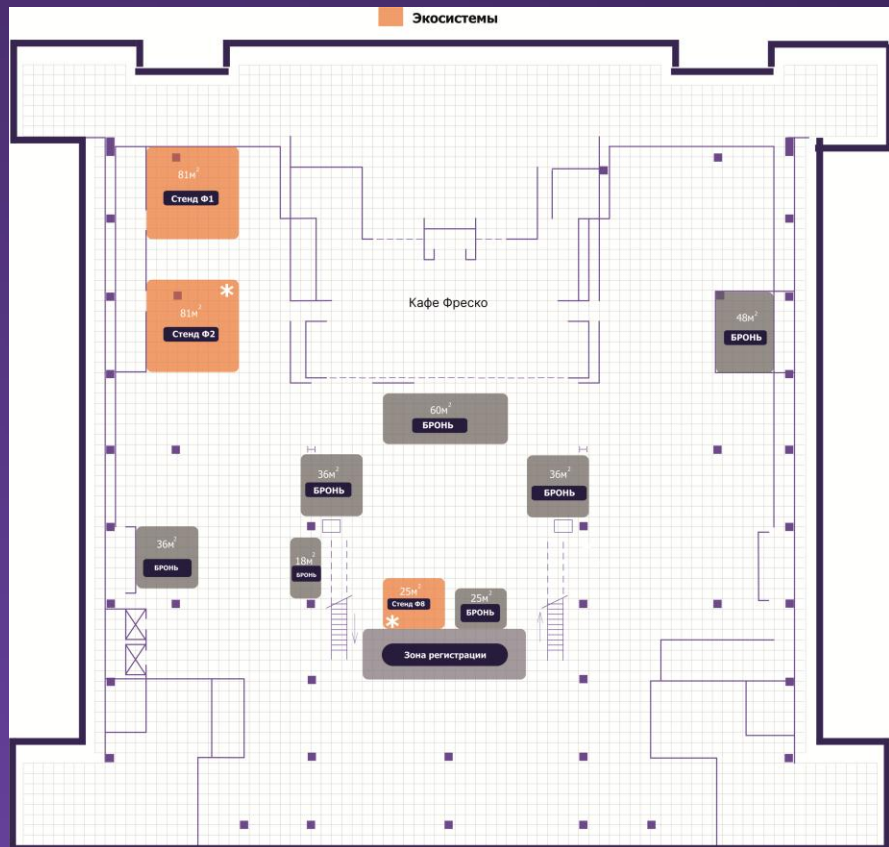 Экосистемы
81м²
Стенд Ф1
81м²
Стенд Ф2
Кафе Фреско
48м²
БРОНЬ
60м²
БРОНЬ
36м²
БРОНЬ
36м²
БРОНЬ
36м²
БРОНЬ
18м²
БРОНЬ
25м²
Стенд Ф8
25м²
БРОНЬ
Зона регистрации